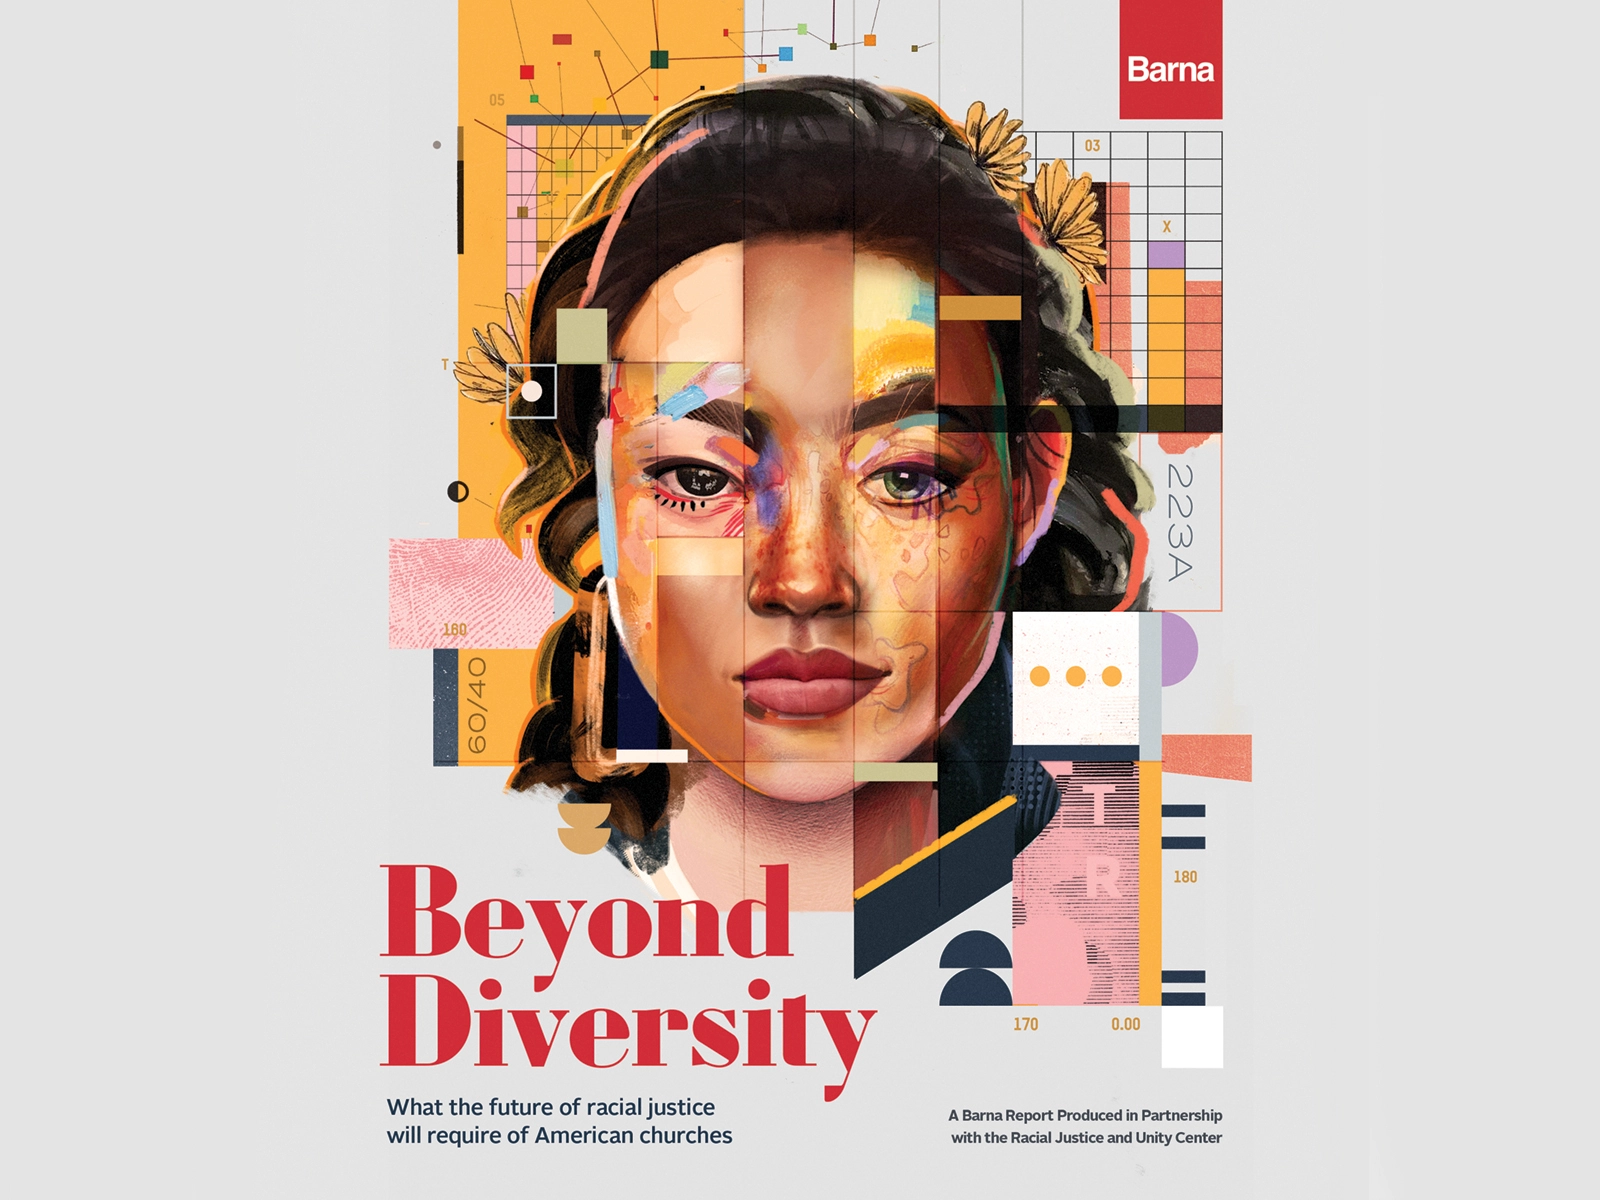 Barna
05
03
X
T
223A
160
60/40
T
R
180
170
0.00
Beyond
Diversity
What the future of racial justice
will require of American churches
A Barna Report Produced in Partnership
with the Racial Justice and Unity Center